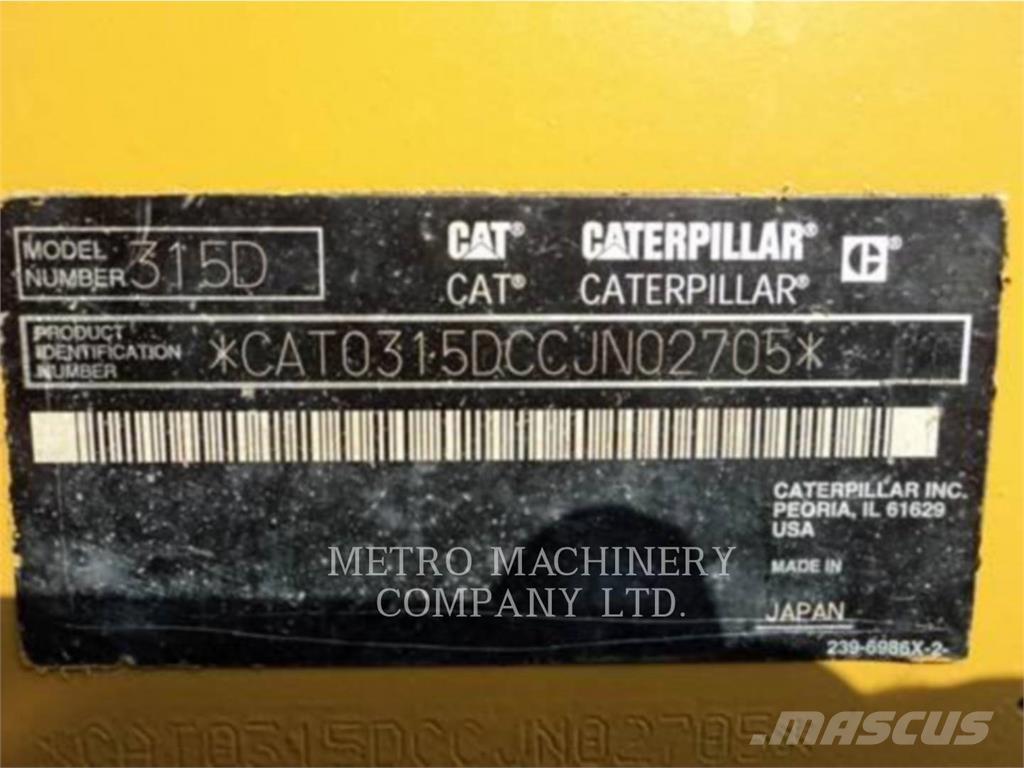 MODEL NUMBER 315D
CAT® CATERPILLAR® C®
CAT® CATERPILLAR®
PRODUCT IDENTIFICATION NUMBER *CAT0315DCCJN02705*
CATERPILLAR INC.
PEORIA, IL 61629
USA
METRO MACHINERY
COMPANY LTD.
MADE IN
JAPAN
239-6986X-2-
*CAT0315DCCJN02705*
MASCUS